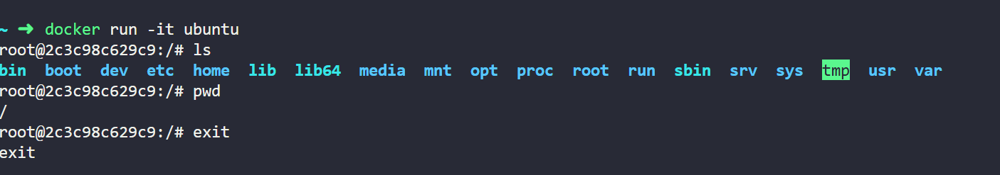 ~ ➜ docker run -it ubuntu
root@2c3c98c629c9:/# ls
bin boot dev etc home lib lib64 media mnt opt proc root run sbin srv sys tmp usr var
root@2c3c98c629c9:/# pwd
/
root@2c3c98c629c9:/# exit
exit